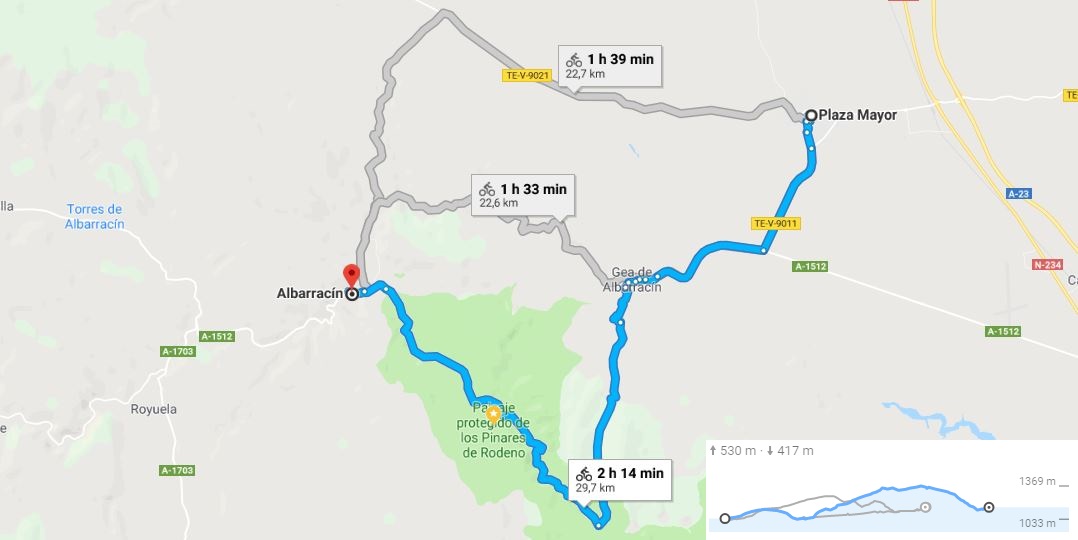 1 h 39 min
22,7 km
TE-V-9021
Plaza Mayor
TE
1 h 33 min
22,6 km
A-23
lla
Torres de
Albarracín
TE-V-9011
N-234
A-1512
Gea de
Albarracín
Albarracín
A-1512
A-1512
A-1703
Royuela
Paisaje
protegido de
los Pinares
de Rodeno
e
A-1703
2 h 14 min
29,7 km
530 m · 417 m
1369 m
1033 m